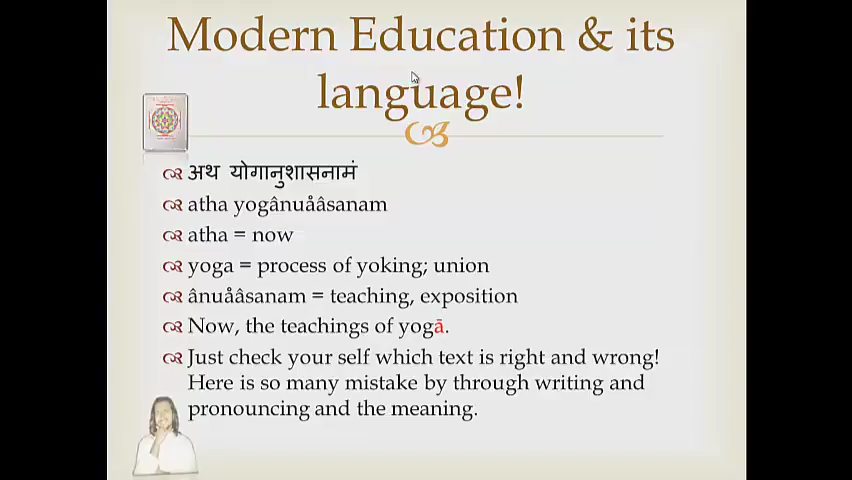 Modern Education & its
language!
अथ योगानुशासनामं
atha yogânuåâsanam
atha = now
yoga = process of yoking; union
ânuåâsanam = teaching, exposition
Now, the teachings of yogā.
Just check your self which text is right and wrong!
Here is so many mistake by through writing and
pronouncing and the meaning.